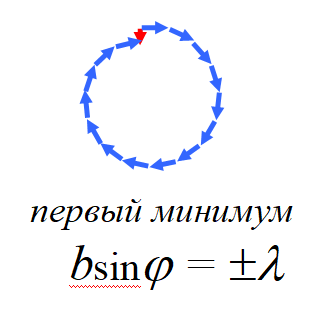 первый минимум
bsinφ = ±λ